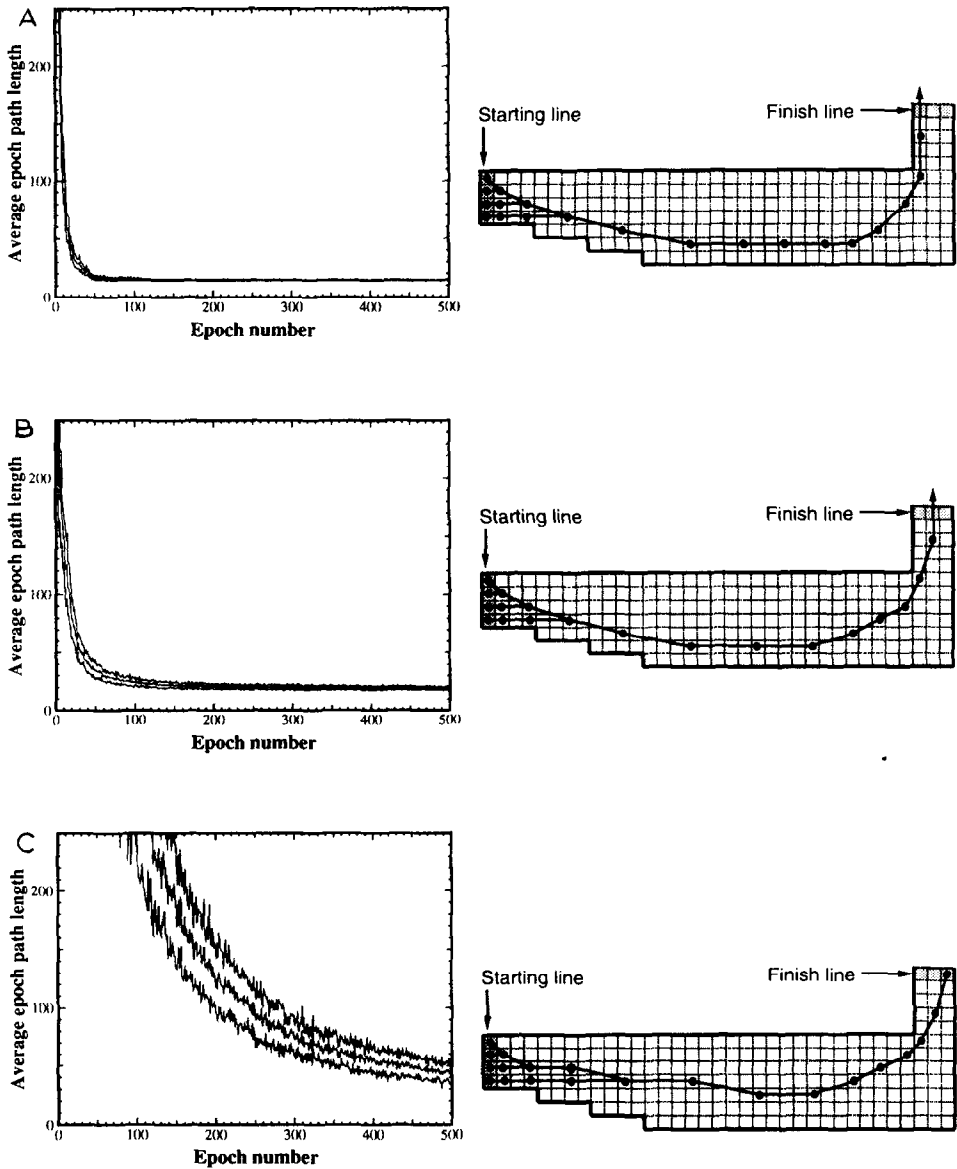 A
Average epoch path length
200
100
0
0 100 200 300 400 500
Epoch number
Starting line
Finish line
B
Average epoch path length
200
100
0
0 100 200 300 400 500
Epoch number
Starting line
Finish line
C
Average epoch path length
200
100
0
0 100 200 300 400 500
Epoch number
Starting line
Finish line